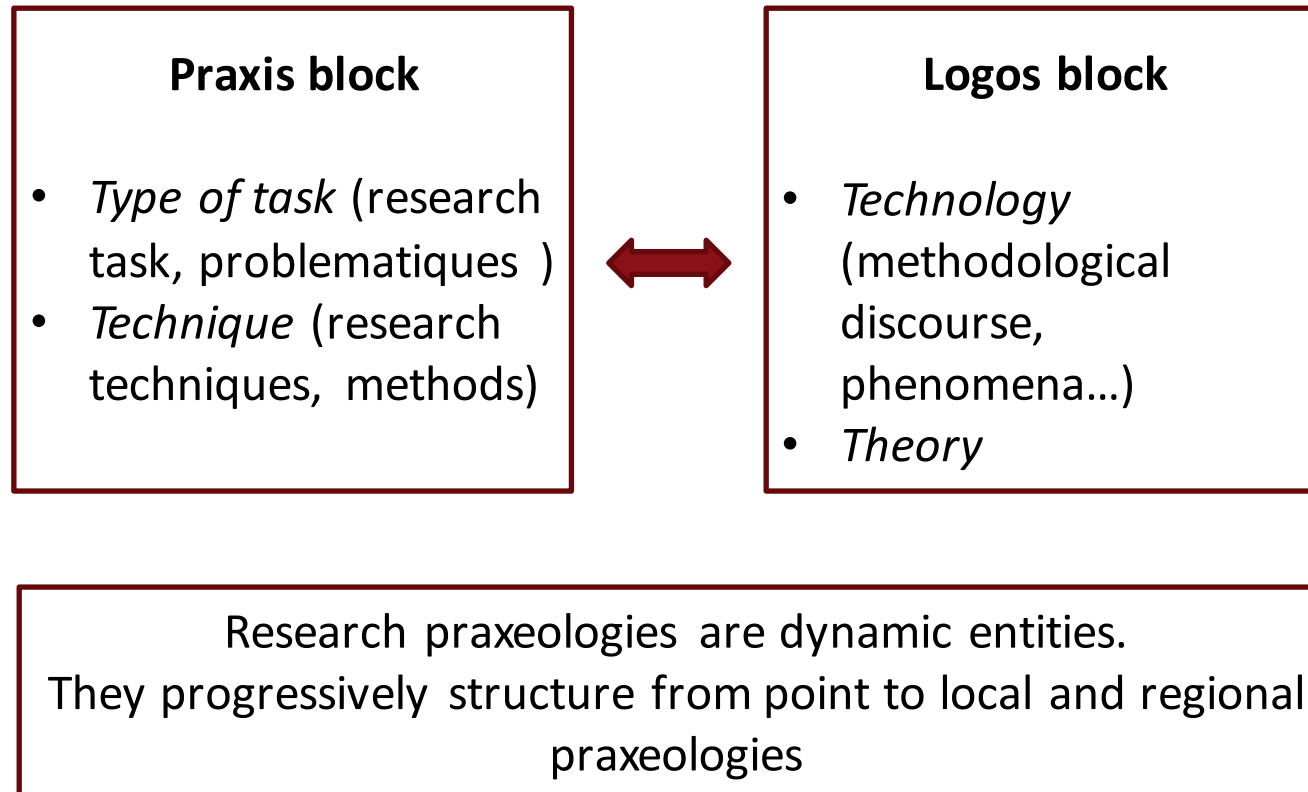 Praxis block
• Type of task (research
task, problematiques )
• Technique (research
techniques, methods)
Logos block
• Technology
(methodological
discourse,
phenomena...)
• Theory
Research praxeologies are dynamic entities.
They progressively structure from point to local and regional
praxeologies